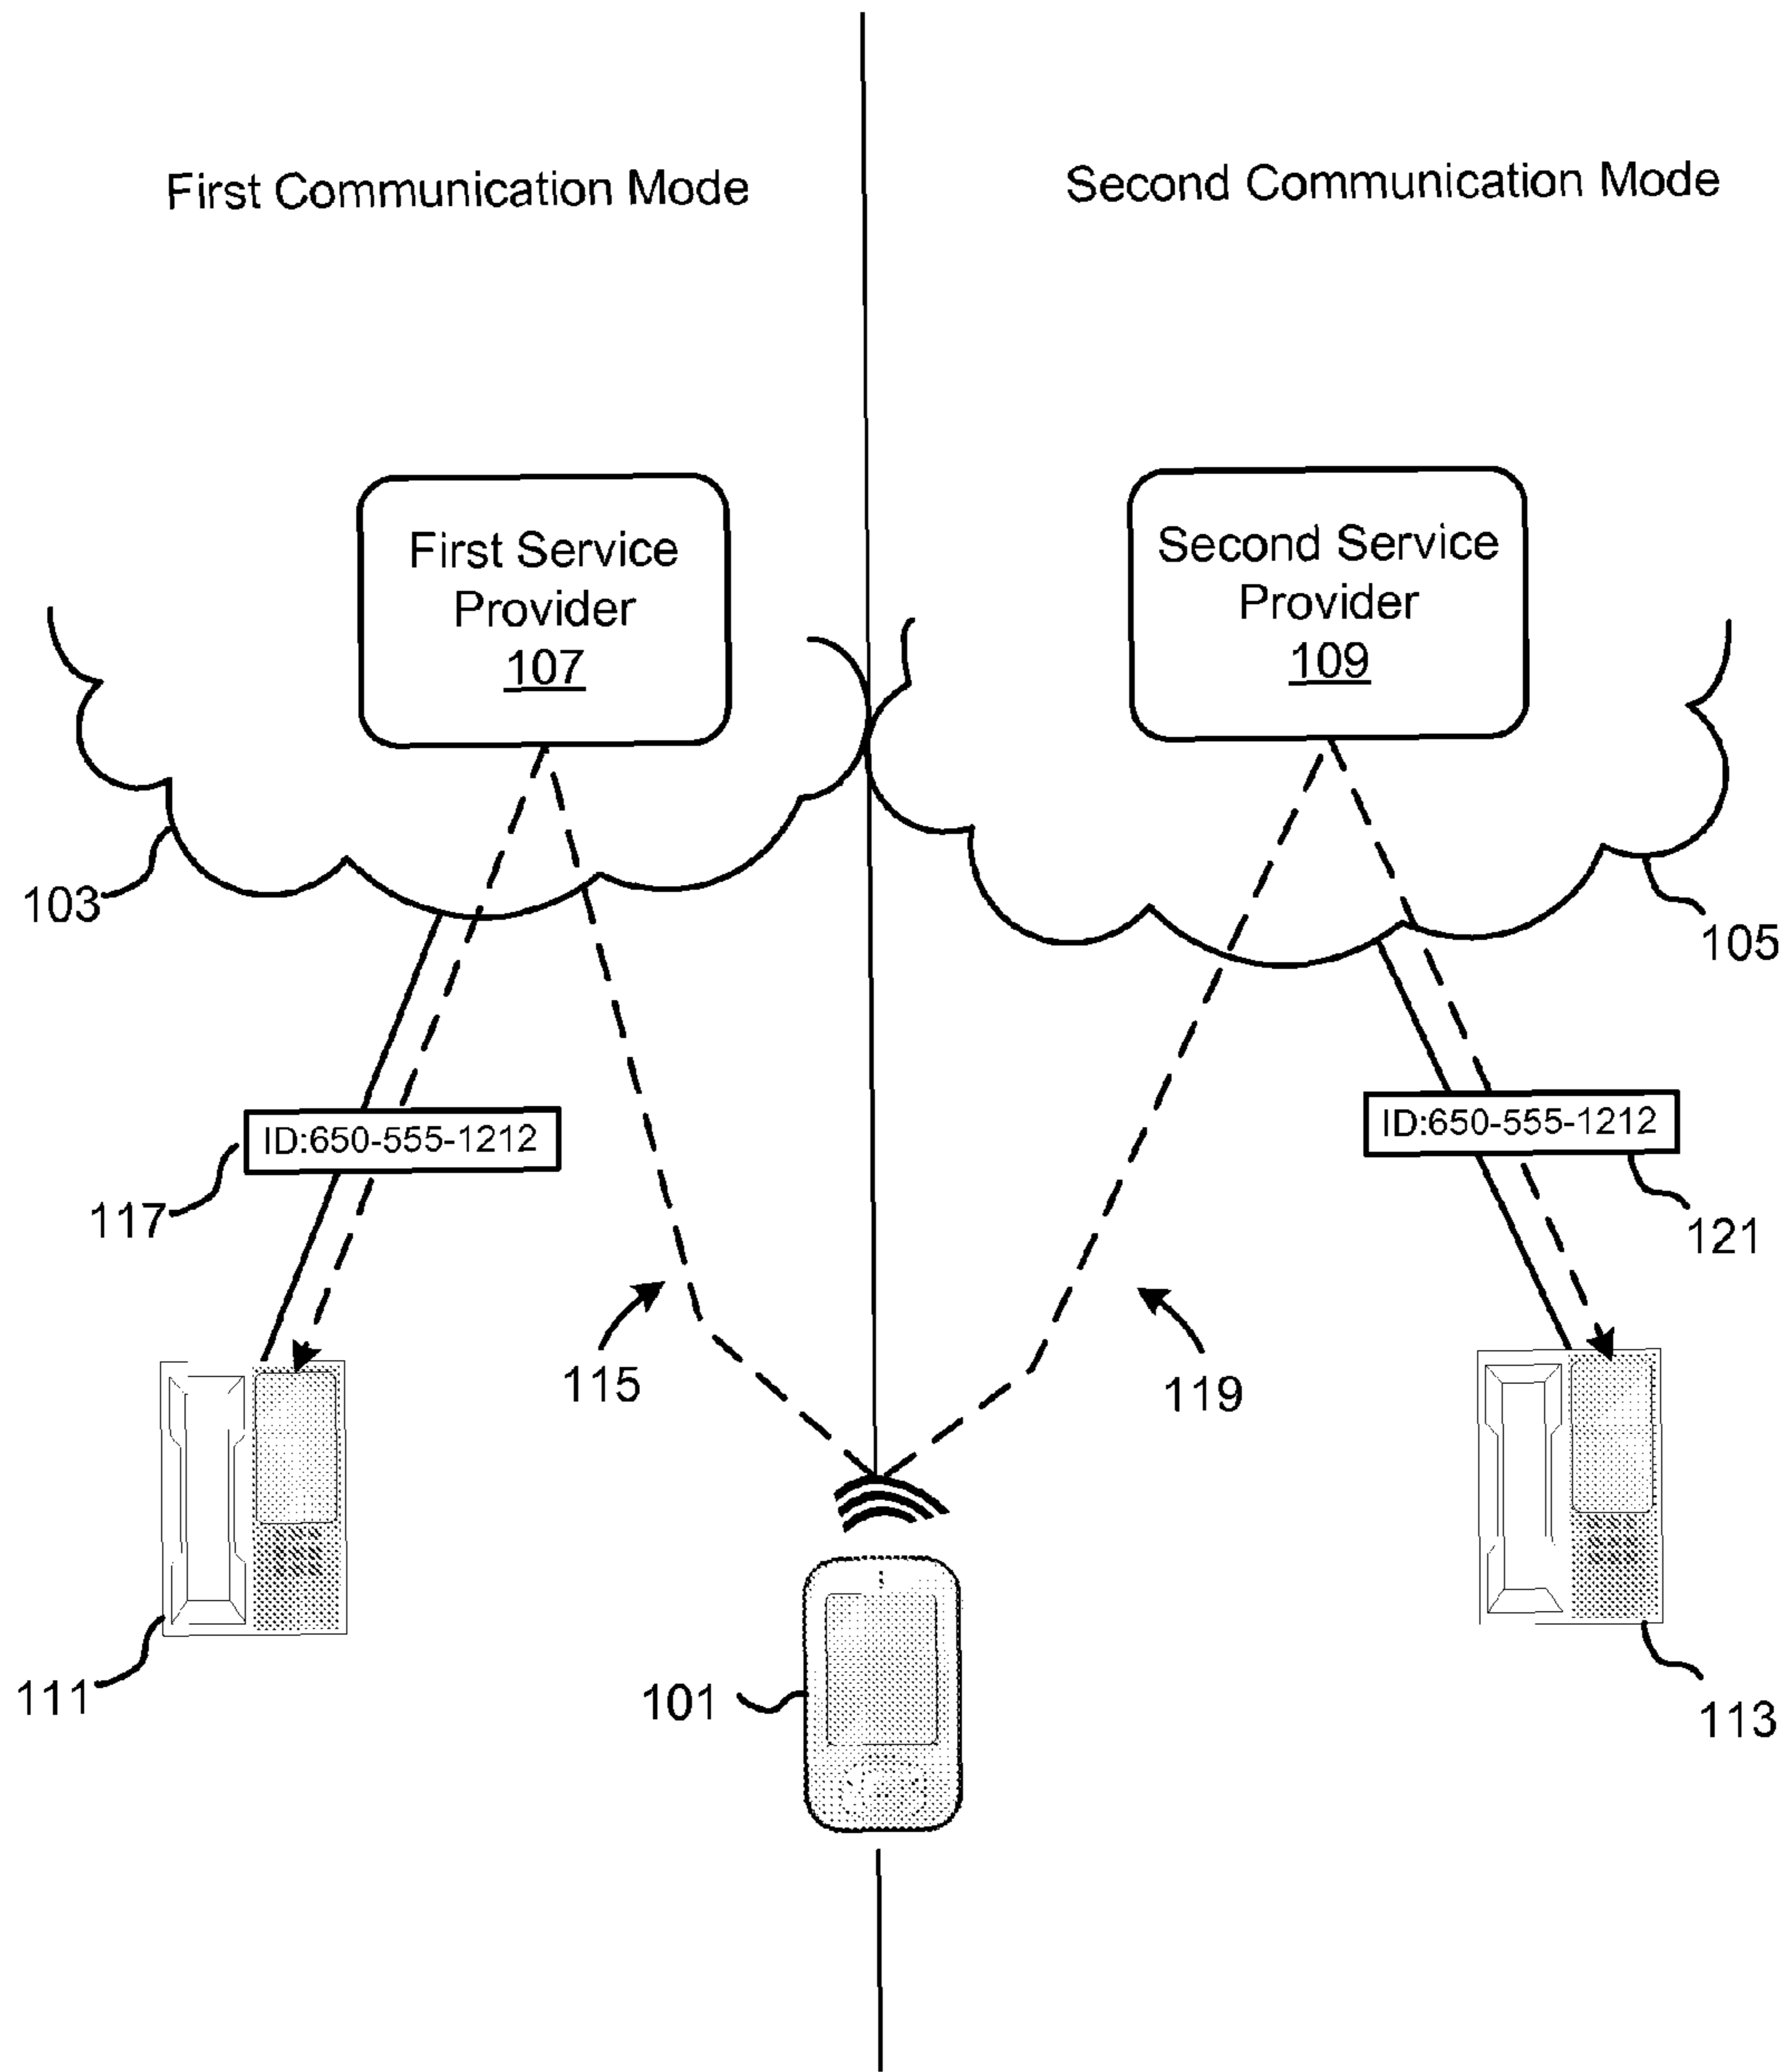 First Communication Mode
Second Communication Mode
First Service
Provider
107
Second Service
Provider
109
103
105
ID:650-555-1212
ID:650-555-1212
117
121
115
119
111
101
113